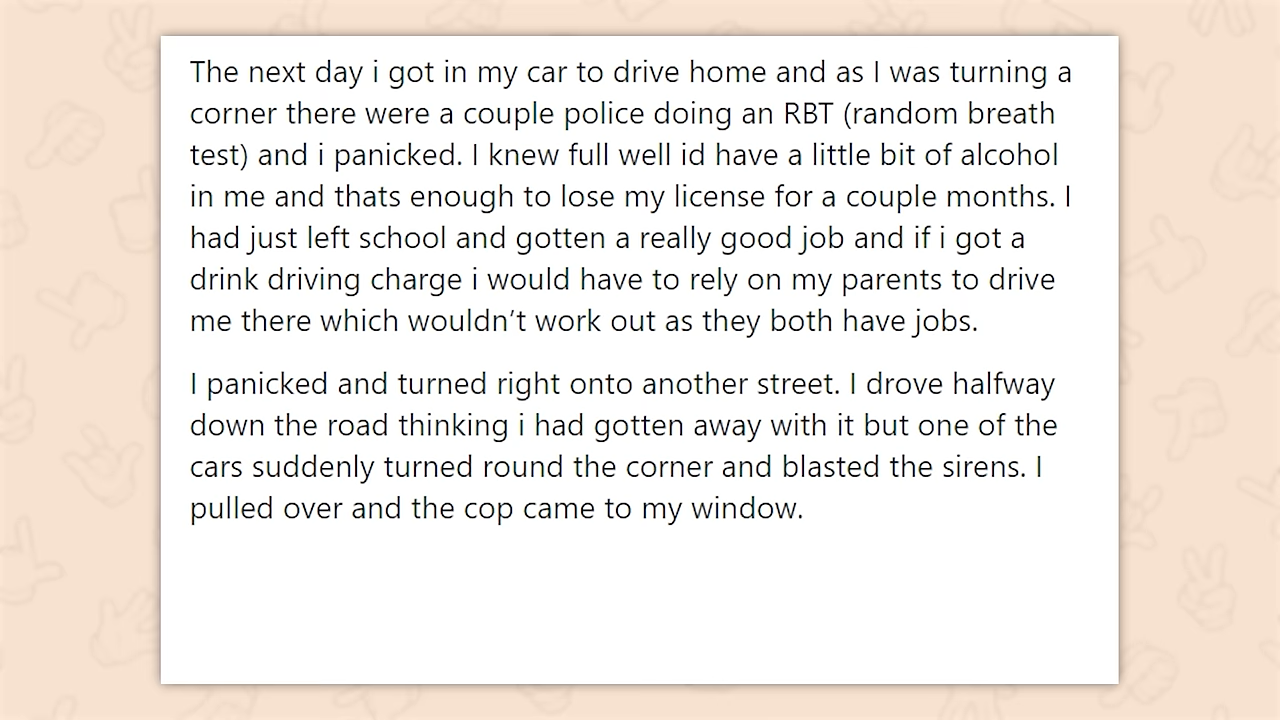 The next day i got in my car to drive home and as I was turning a
corner there were a couple police doing an RBT (random breath
test) and i panicked. I knew full well id have a little bit of alcohol
in me and thats enough to lose my license for a couple months. I
had just left school and gotten a really good job and if i got a
drink driving charge i would have to rely on my parents to drive
me there which wouldn’t work out as they both have jobs.
I panicked and turned right onto another street. I drove halfway
down the road thinking i had gotten away with it but one of the
cars suddenly turned round the corner and blasted the sirens. I
pulled over and the cop came to my window.